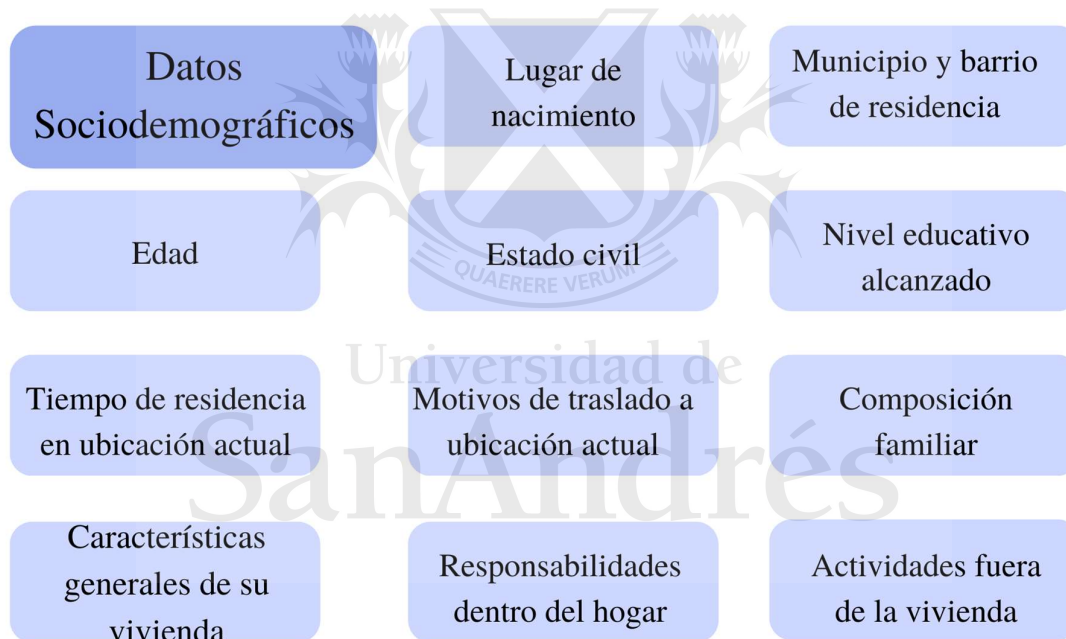 Datos
Sociodemográficos
Lugar de
nacimiento
Municipio y barrio
de residencia
Edad
Estado civil
Nivel educativo
alcanzado
QUAERERE VERUM
Tiempo de residencia
en ubicación actual
Motivos de traslado a
ubicación actual
Composición
familiar
Universidad de
SanAndrés
Características
generales de su
vivienda
Responsabilidades
dentro del hogar
Actividades fuera
de la vivienda